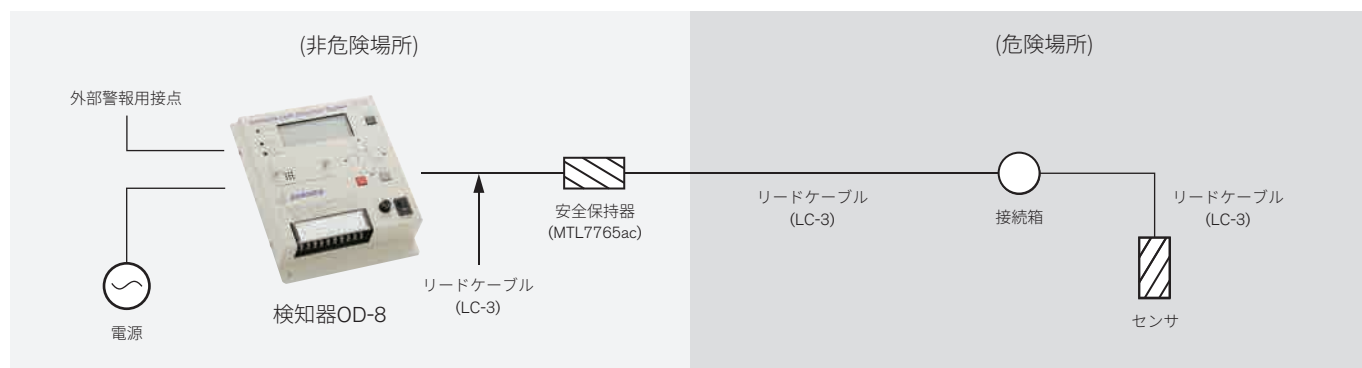 (非危険場所)
(危険場所)
外部警報用接点
電源
検知器OD-8
リードケーブル
(LC-3)
安全保持器
(MTL7765ac)
リードケーブル
(LC-3)
接続箱
リードケーブル
(LC-3)
センサ